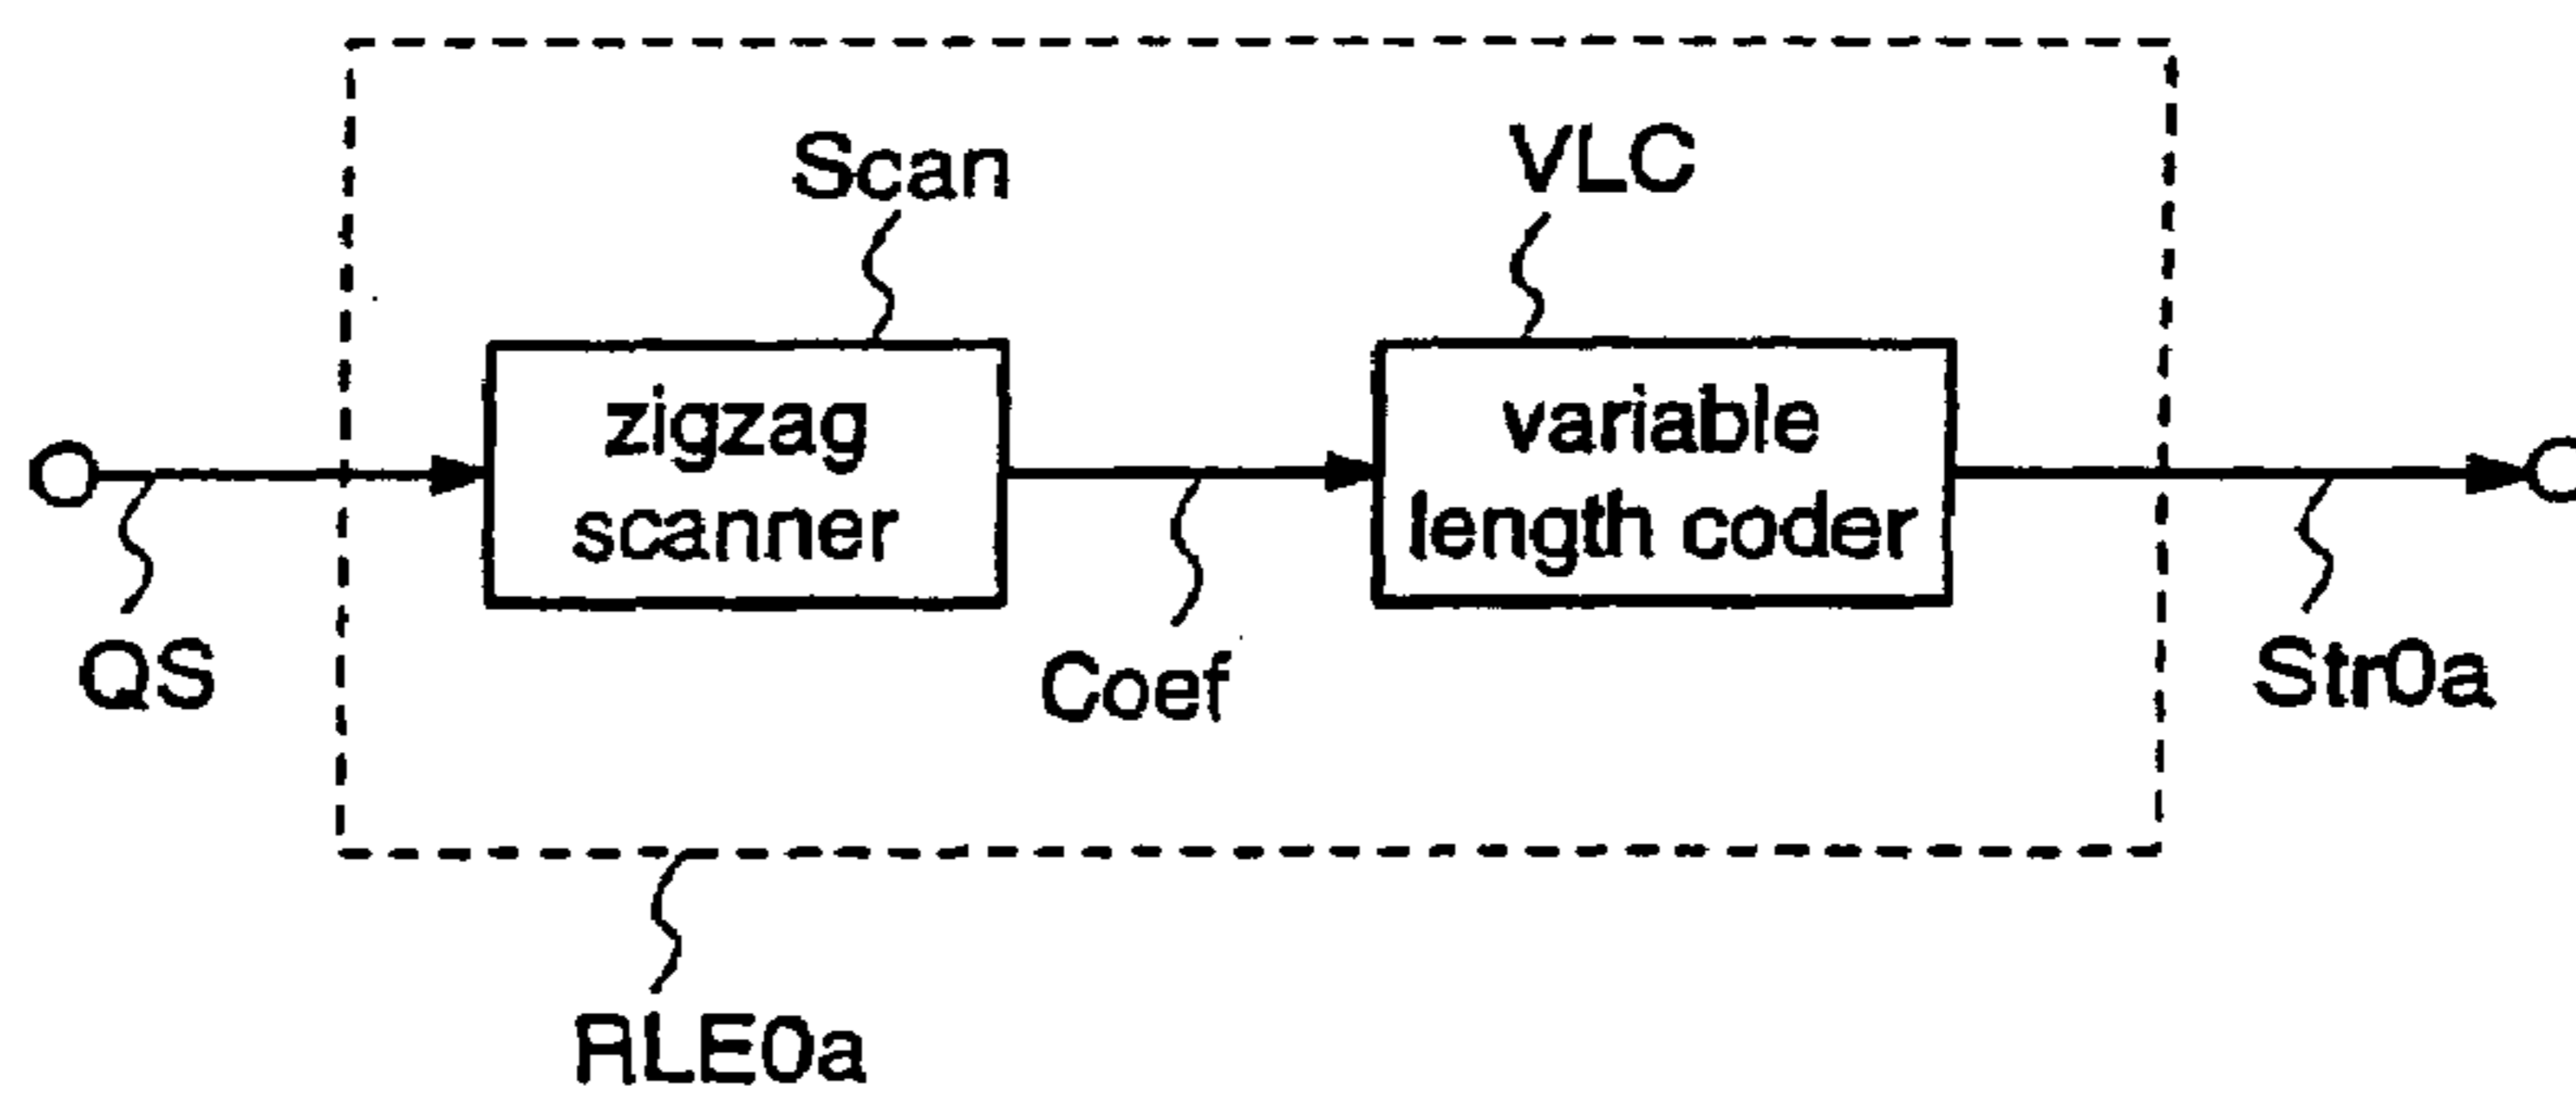 Scan
VLC
zigzag
scanner
variable
length coder
QS
Coef
Str0a
RLE0a